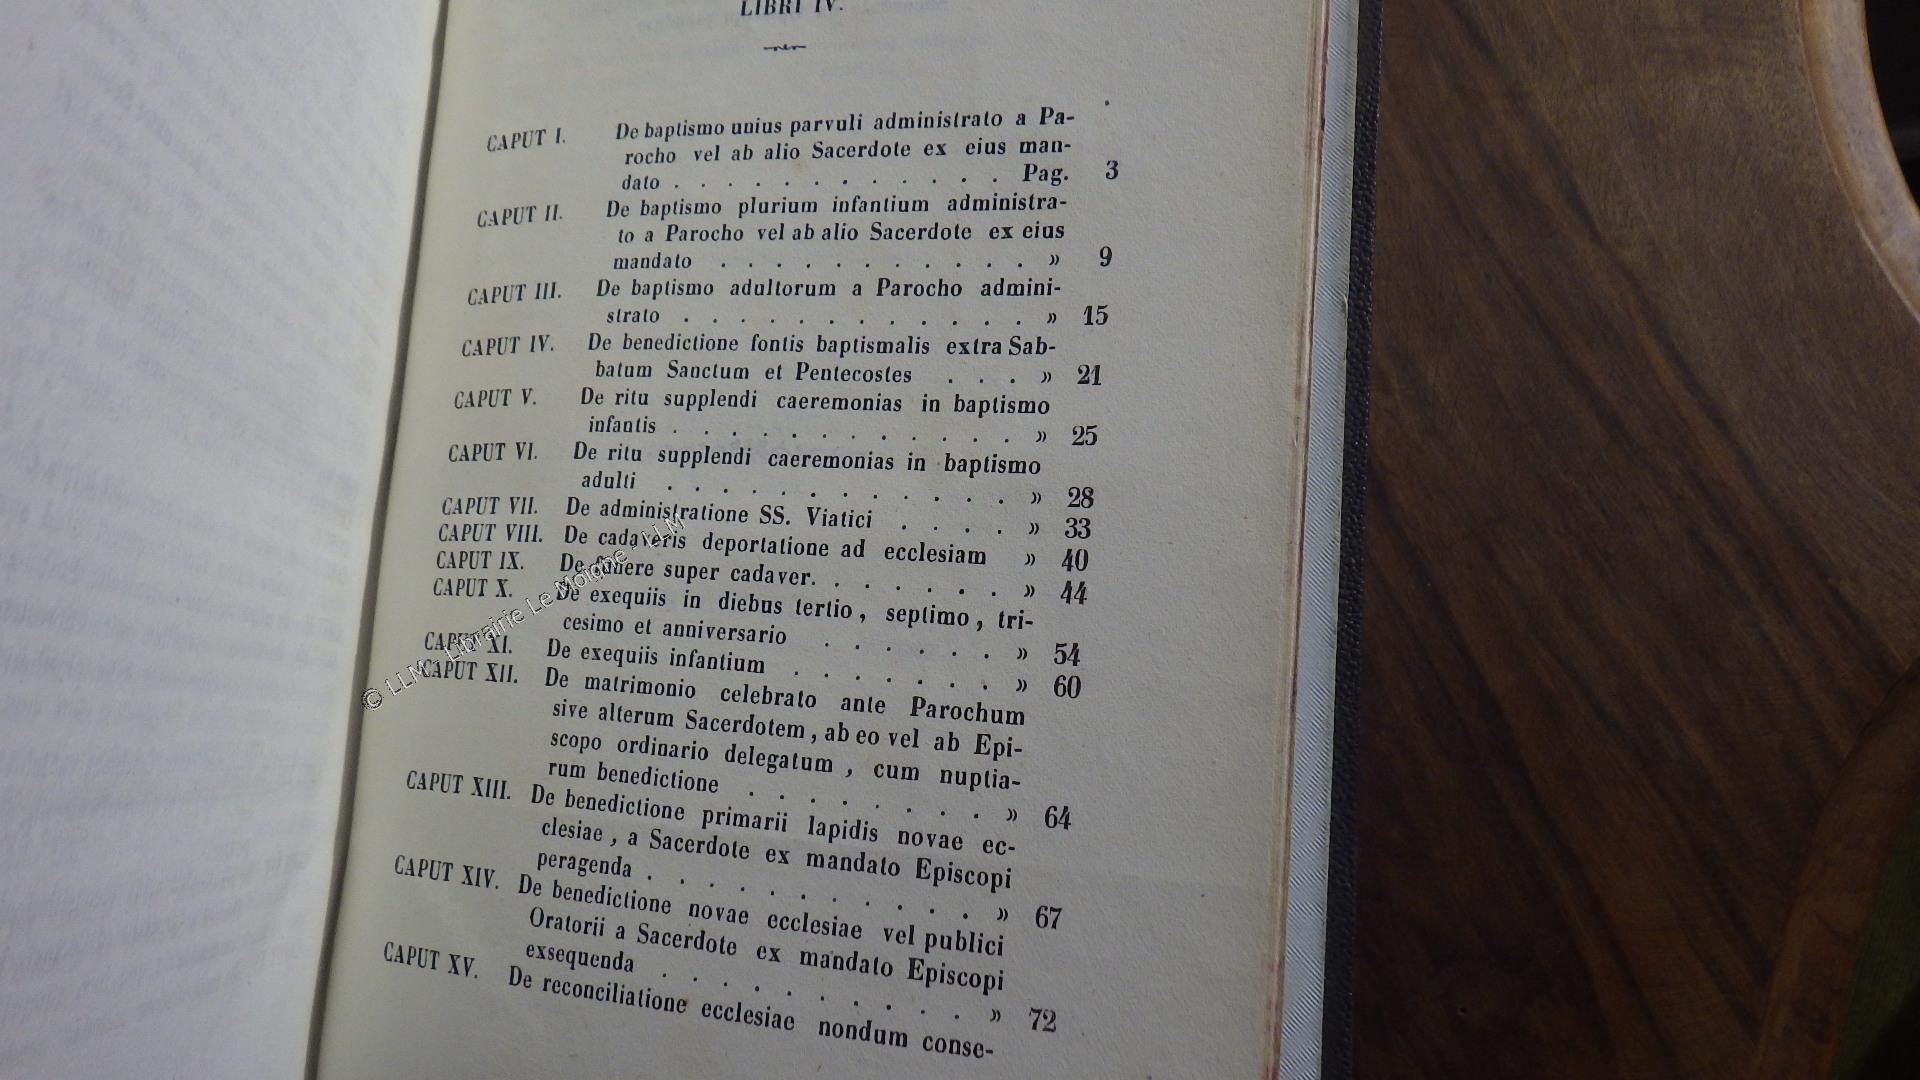 LIBRI IV.
CAPUT I. De baptismo unius parvuli administrato a Pa-
rocho vel ab alio Sacerdote ex eius man-
dato . . . . . . . . . . . . Pag. 3
CAPUT II. De baptismo plurium infantium administra-
to a Parocho vel ab alio Sacerdote ex eius
mandato . . . . . . . . . . . . » 9
CAPUT III. De baptismo adultorum a Parocho admini-
strato . . . . . . . . . . . . . » 15
CAPUT IV. De benedictione fontis baptismalis extra Sab-
batum Sanctum et Pentecostes . . . » 21
CAPUT V. De ritu supplendi caeremonias in baptismo
infantis . . . . . . . . . . . . . » 25
CAPUT VI. De ritu supplendi caeremonias in baptismo
adulti . . . . . . . . . . . . . » 28
CAPUT VII. De administratione SS. Viatici . . . . » 33
CAPUT VIII. De cadaveris deportatione ad ecclesiam » 40
CAPUT IX. De funere super cadaver. . . . . . . » 44
CAPUT X. De exequiis in diebus tertio, septimo, tri-
cesimo et anniversario . . . . . . » 54
CAPUT XI. De exequiis infantium . . . . . . . » 60
CAPUT XII. De matrimonio celebrato ante Parochum
sive alterum Sacerdotem, ab eo vel ab Epi-
scopo ordinario delegatum, cum nuptia-
rum benedictione . . . . . . . . » 64
CAPUT XIII. De benedictione primarii lapidis novae ec-
clesiae, a Sacerdote ex mandato Episcopi
peragenda . . . . . . . . . . . » 67
CAPUT XIV. De benedictione novae ecclesiae vel publici
Oratorii a Sacerdote ex mandato Episcopi
exsequenda . . . . . . . . . . » 72
CAPUT XV. De reconciliatione ecclesiae nondum conse-
© LLM - Librairie Le Moighe - LLM